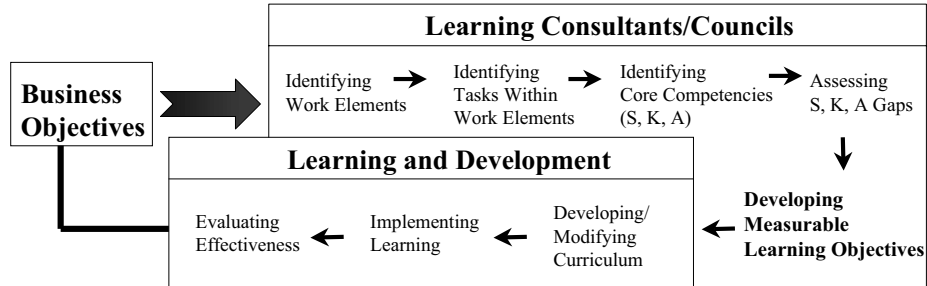 Learning Consultants/Councils
Business
Objectives
Identifying
Work Elements
Identifying
Tasks Within
Work Elements
Identifying
Core Competencies
(S, K, A)
Assessing
S, K, A Gaps
Developing
Measurable
Learning Objectives
Learning and Development
Developing/
Modifying
Curriculum
Implementing
Learning
Evaluating
Effectiveness